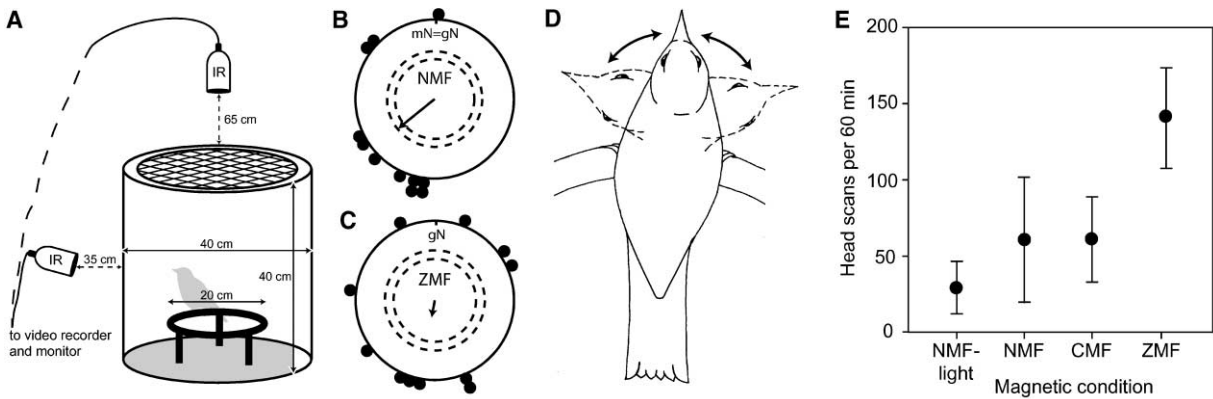 A
IR
65 cm
IR
35 cm
40 cm
40 cm
20 cm
to video recorder
and monitor
B
mN=gN
NMF
C
gN
ZMF
D
E
200
150
100
50
0
Head scans per 60 min
NMF-
light
NMF
CMF
ZMF
Magnetic condition